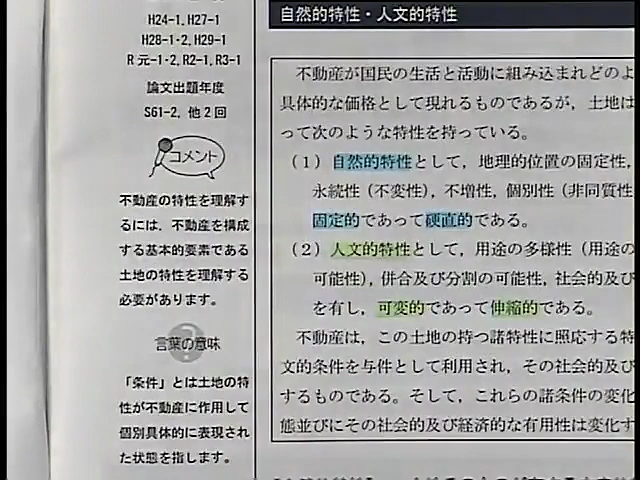 H24-1, H27-1
H28-1・2, H29-1
R 元-1・2, R2-1, R3-1
論文出題年度
S61-2, 他 2 回
コメント
不動産の特性を理解す
るには、不動産を構成
する基本的要素である
土地の特性を理解する
必要があります。
言葉の意味
「条件」とは土地の特
性が不動産に作用して
個別具体的に表現され
た状態を指します。
自然的特性・人文的特性
不動産が国民の生活と活動に組み込まれどのよ
具体的な価格として現れるものであるが，土地は
って次のような特性を持っている。
（1）自然的特性として，地理的位置の固定性，
永続性（不変性），不増性，個別性（非同質性
固定的であって硬直的である。
（2）人文的特性として，用途の多様性（用途の
可能性），併合及び分割の可能性，社会的及び
を有し，可変的であって伸縮的である。
不動産は，この土地の持つ諸特性に照応する特
文的条件を与件として利用され，その社会的及び
するものである。そして，これらの諸条件の変化
態並びにその社会的及び経済的な有用性は変化す